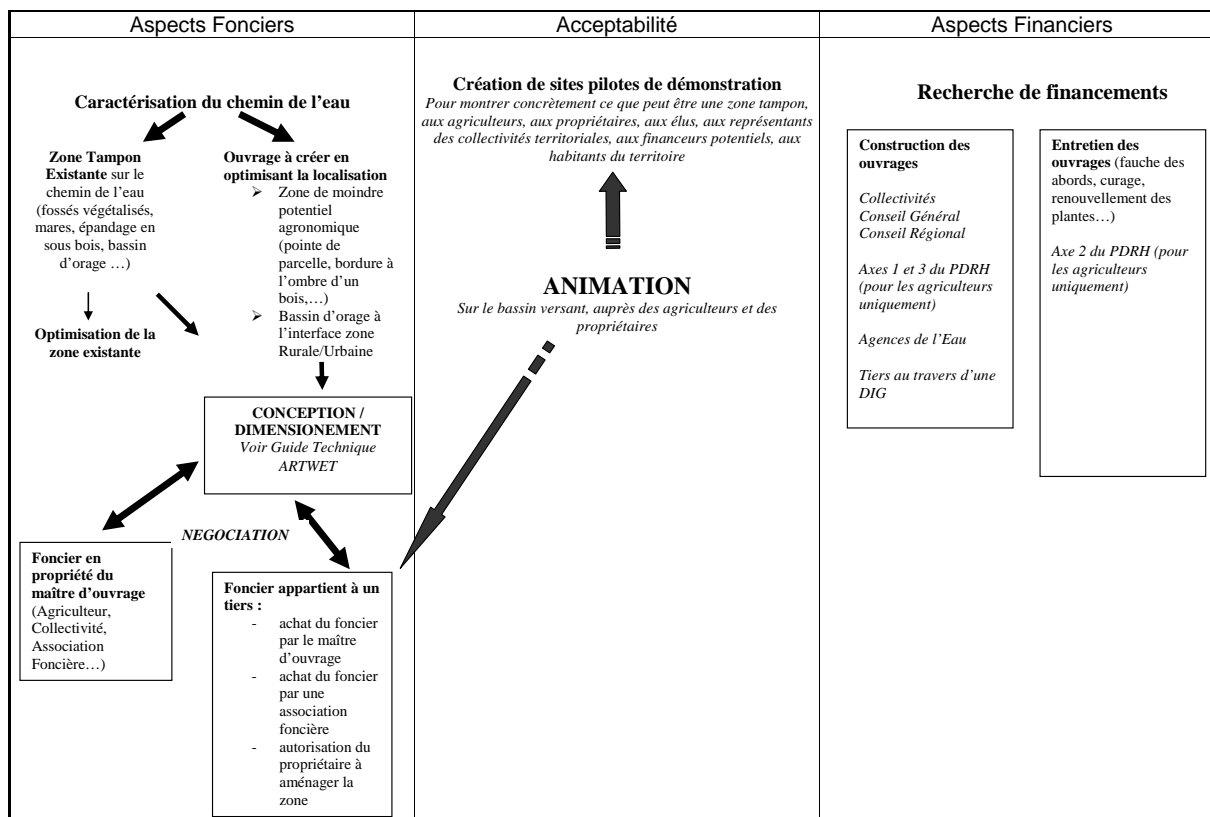 Aspects Fonciers
Acceptabilité
Aspects Financiers
Caractérisation du chemin de l’eau
Zone Tampon
Existante sur le
chemin de l’eau
(fossés végétalisés,
mares, épandage en
sous bois, bassin
d’orage …)
Optimisation de la
zone existante
Ouvrage à créer en
optimisant la localisation
➢ Zone de moindre
potentiel
agronomique
(pointe de
parcelle, bordure à
l’ombre d’un
bois,…)
➢ Bassin d’orage à
l’interface zone
Rurale/Urbaine
CONCEPTION /
DIMENSIONEMENT
Voir Guide Technique
ARTWET
NEGOCIATION
Foncier en
propriété du
maître d’ouvrage
(Agriculteur,
Collectivité,
Association
Foncière…)
Foncier appartient à un
tiers :
- achat du foncier
par le maître
d’ouvrage
- achat du foncier
par une
association
foncière
- autorisation du
propriétaire à
aménager la
zone
Création de sites pilotes de démonstration
Pour montrer concrètement ce que peut être une zone tampon,
aux agriculteurs, aux propriétaires, aux élus, aux représentants
des collectivités territoriales, aux financeurs potentiels, aux
habitants du territoire
ANIMATION
Sur le bassin versant, auprès des agriculteurs et des
propriétaires
Recherche de financements
Construction des
ouvrages
Collectivités
Conseil Général
Conseil Régional
Axes 1 et 3 du PDRH
(pour les agriculteurs
uniquement)
Agences de l’Eau
Tiers au travers d’une
DIG
Entretien des
ouvrages (fauche des
abords, curage,
renouvellement des
plantes…)
Axe 2 du PDRH (pour
les agriculteurs
uniquement)